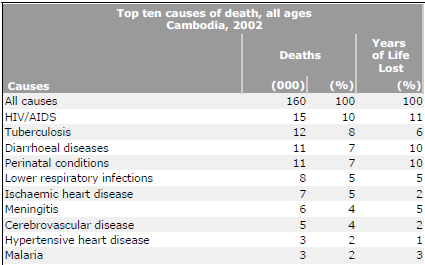 Top ten causes of death, all ages
Cambodia, 2002
Deaths Years of Life Lost
Causes (000) (%) (%)
All causes 160 100 100
HIV/AIDS 15 10 11
Tuberculosis 12 8 6
Diarrhoeal diseases 11 7 10
Perinatal conditions 11 7 10
Lower respiratory infections 8 5 5
Ischaemic heart disease 7 5 2
Meningitis 6 4 5
Cerebrovascular disease 5 4 2
Hypertensive heart disease 3 2 1
Malaria 3 2 3